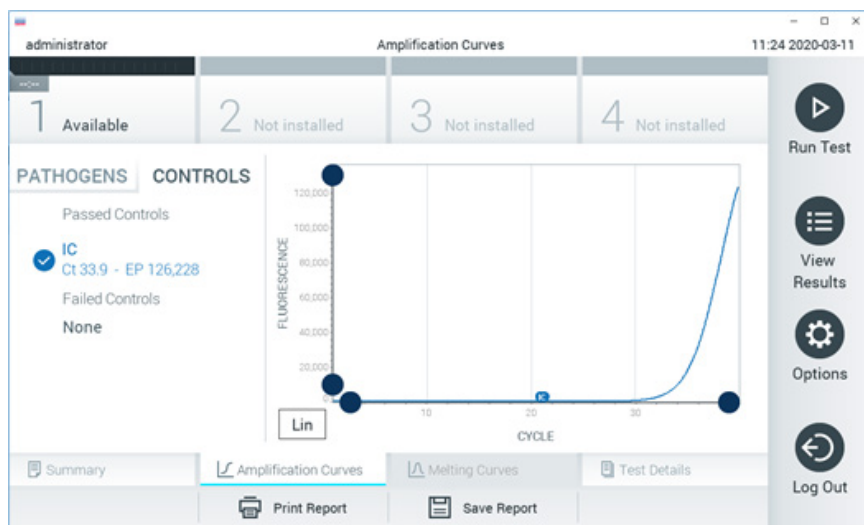 administrator
Amplification Curves
11:24 2020-03-11
--:--
1 Available
2 Not installed
3 Not installed
4 Not installed
Run Test
PATHOGENS CONTROLS
Passed Controls
IC
Ct 33.9 - EP 126,228
Failed Controls
None
FLUORESCENCE
120,000
100,000
80,000
60,000
40,000
20,000
0
IC
10 20 30
CYCLE
Lin
View
Results
Options
Log Out
Summary
Amplification Curves
Melting Curves
Test Details
Print Report
Save Report